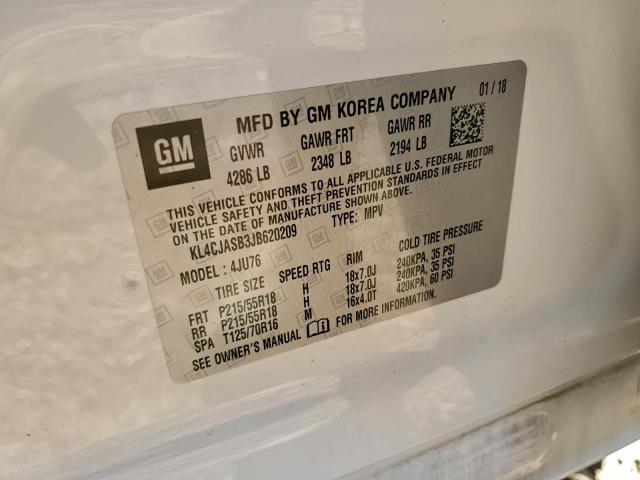 GM
MFD BY GM KOREA COMPANY 01 / 18
GVWR GAWR FRT GAWR RR
4286 LB 2348 LB 2194 LB
THIS VEHICLE CONFORMS TO ALL APPLICABLE U.S. FEDERAL MOTOR
VEHICLE SAFETY AND THEFT PREVENTION STANDARDS IN EFFECT
ON THE DATE OF MANUFACTURE SHOWN ABOVE.
KL4CJASB3JB620209 TYPE: MPV
MODEL : 4JU76
TIRE SIZE SPEED RTG RIM COLD TIRE PRESSURE
FRT P215/55R18 H 18x7.0J 240KPA, 35 PSI
RR P215/55R18 H 18x7.0J 240KPA, 35 PSI
SPA T125/70R16 M 16x4.0T 420KPA, 60 PSI
SEE OWNER'S MANUAL FOR MORE INFORMATION.